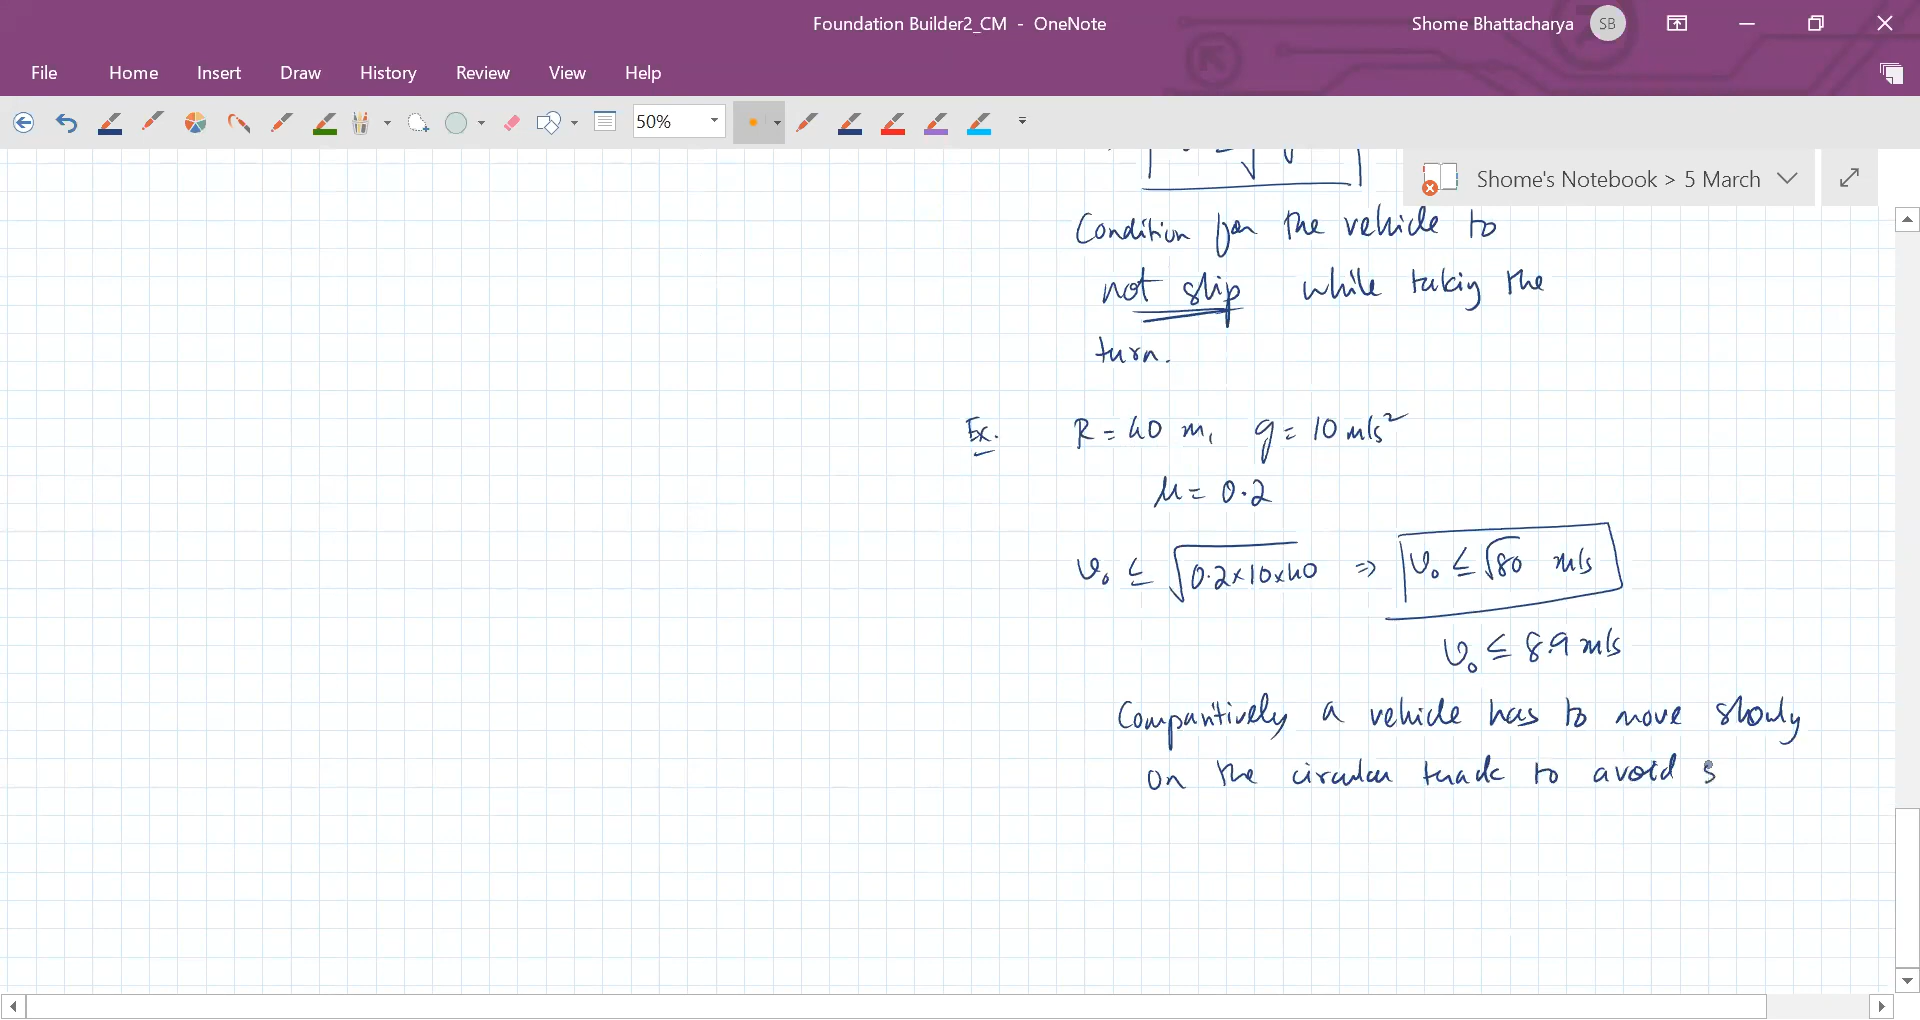 Foundation Builder2_CM - OneNote
Shome Bhattacharya SB
File Home Insert Draw History Review View Help
50%
Shome's Notebook > 5 March
Condition for the vehicle to
not slip while taking the
turn.
Ex. R = 40 m, g = 10 m/s²
μ = 0.2
v₀ ≤ √0.2×10×40 ⇒ v₀ ≤ √80 m/s
v₀ ≤ 8.9 m/s
Comparitively a vehicle has to move slowly
on the circular track to avoid s